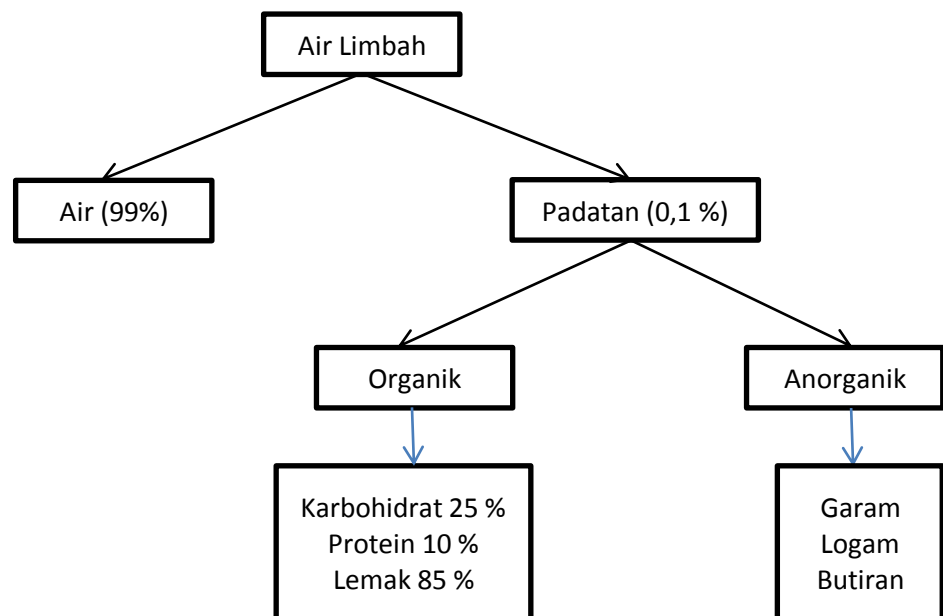 Air Limbah
Air (99%)
Padatan (0,1 %)
Organik
Anorganik
Karbohidrat 25 %
Protein 10 %
Lemak 85 %
Garam
Logam
Butiran